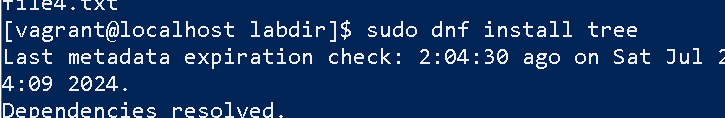 file4.txt
[vagrant@localhost labdir]$ sudo dnf install tree
Last metadata expiration check: 2:04:30 ago on Sat Jul 2
4:09 2024.
Dependencies resolved.